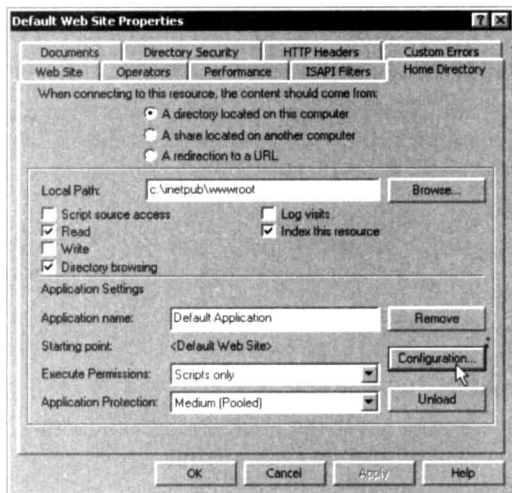 Default Web Site Properties
Documents Directory Security HTTP Headers Custom Errors
Web Site Operators Performance ISAPI Filters Home Directory
When connecting to this resource, the content should come from:
A directory located on this computer
A share located on another computer
A redirection to a URL
Local Path: c:\inetpub\wwwroot Browse...
Script source access Log visits
Read Index this resource
Write
Directory browsing
Application Settings
Application name: Default Application Remove
Starting point: <Default Web Site>
Configuration...
Execute Permissions: Scripts only
Application Protection: Medium (Pooled) Unload
OK Cancel Apply Help